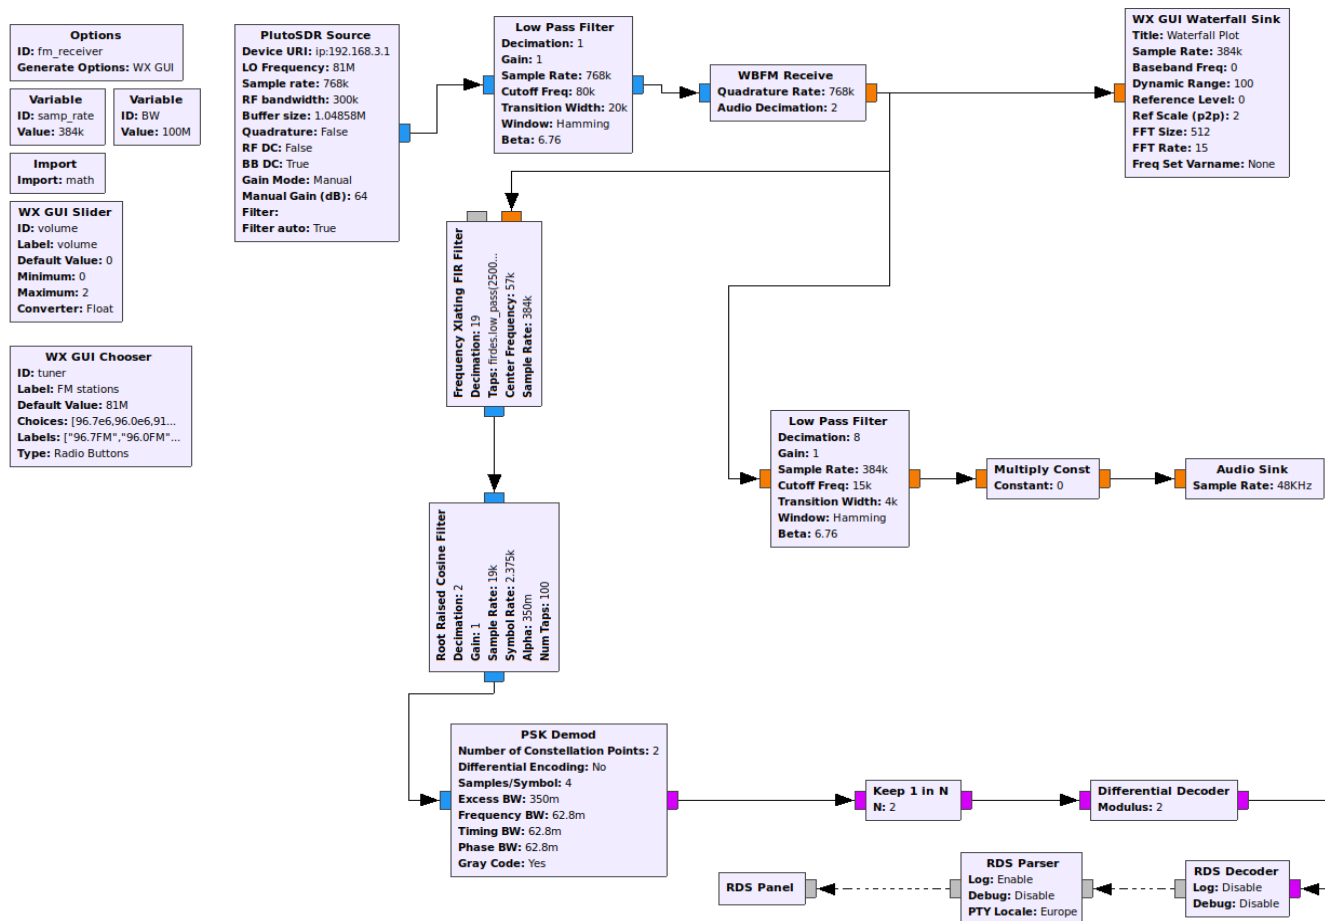 Options
ID: fm_receiver
Generate Options: WX GUI
Variable
ID: samp_rate
Value: 384k
Variable
ID: BW
Value: 100M
Import
Import: math
WX GUI Slider
ID: volume
Label: volume
Default Value: 0
Minimum: 0
Maximum: 2
Converter: Float
WX GUI Chooser
ID: tuner
Label: FM stations
Default Value: 81M
Choices: [96.7e6,96.0e6,91...
Labels: ["96.7FM","96.0FM"...
Type: Radio Buttons
PlutoSDR Source
Device URI: ip:192.168.3.1
LO Frequency: 81M
Sample rate: 768k
RF bandwidth: 300k
Buffer size: 1.04858M
Quadrature: False
RF DC: False
BB DC: True
Gain Mode: Manual
Manual Gain (dB): 64
Filter:
Filter auto: True
Low Pass Filter
Decimation: 1
Gain: 1
Sample Rate: 768k
Cutoff Freq: 80k
Transition Width: 20k
Window: Hamming
Beta: 6.76
WBFM Receive
Quadrature Rate: 768k
Audio Decimation: 2
WX GUI Waterfall Sink
Title: Waterfall Plot
Sample Rate: 384k
Baseband Freq: 0
Dynamic Range: 100
Reference Level: 0
Ref Scale (p2p): 2
FFT Size: 512
FFT Rate: 15
Freq Set Varname: None
Frequency Xlating FIR Filter
Decimation: 19
Taps: firdes.low_pass(2500...
Center Frequency: 57k
Sample Rate: 384k
Low Pass Filter
Decimation: 8
Gain: 1
Sample Rate: 384k
Cutoff Freq: 15k
Transition Width: 4k
Window: Hamming
Beta: 6.76
Multiply Const
Constant: 0
Audio Sink
Sample Rate: 48KHz
Root Raised Cosine Filter
Decimation: 2
Gain: 1
Sample Rate: 19k
Symbol Rate: 2.375k
Alpha: 350m
Num Taps: 100
PSK Demod
Number of Constellation Points: 2
Differential Encoding: No
Samples/Symbol: 4
Excess BW: 350m
Frequency BW: 62.8m
Timing BW: 62.8m
Phase BW: 62.8m
Gray Code: Yes
Keep 1 in N
N: 2
Differential Decoder
Modulus: 2
RDS Panel
RDS Parser
Log: Enable
Debug: Disable
PTY Locale: Europe
RDS Decoder
Log: Disable
Debug: Disable